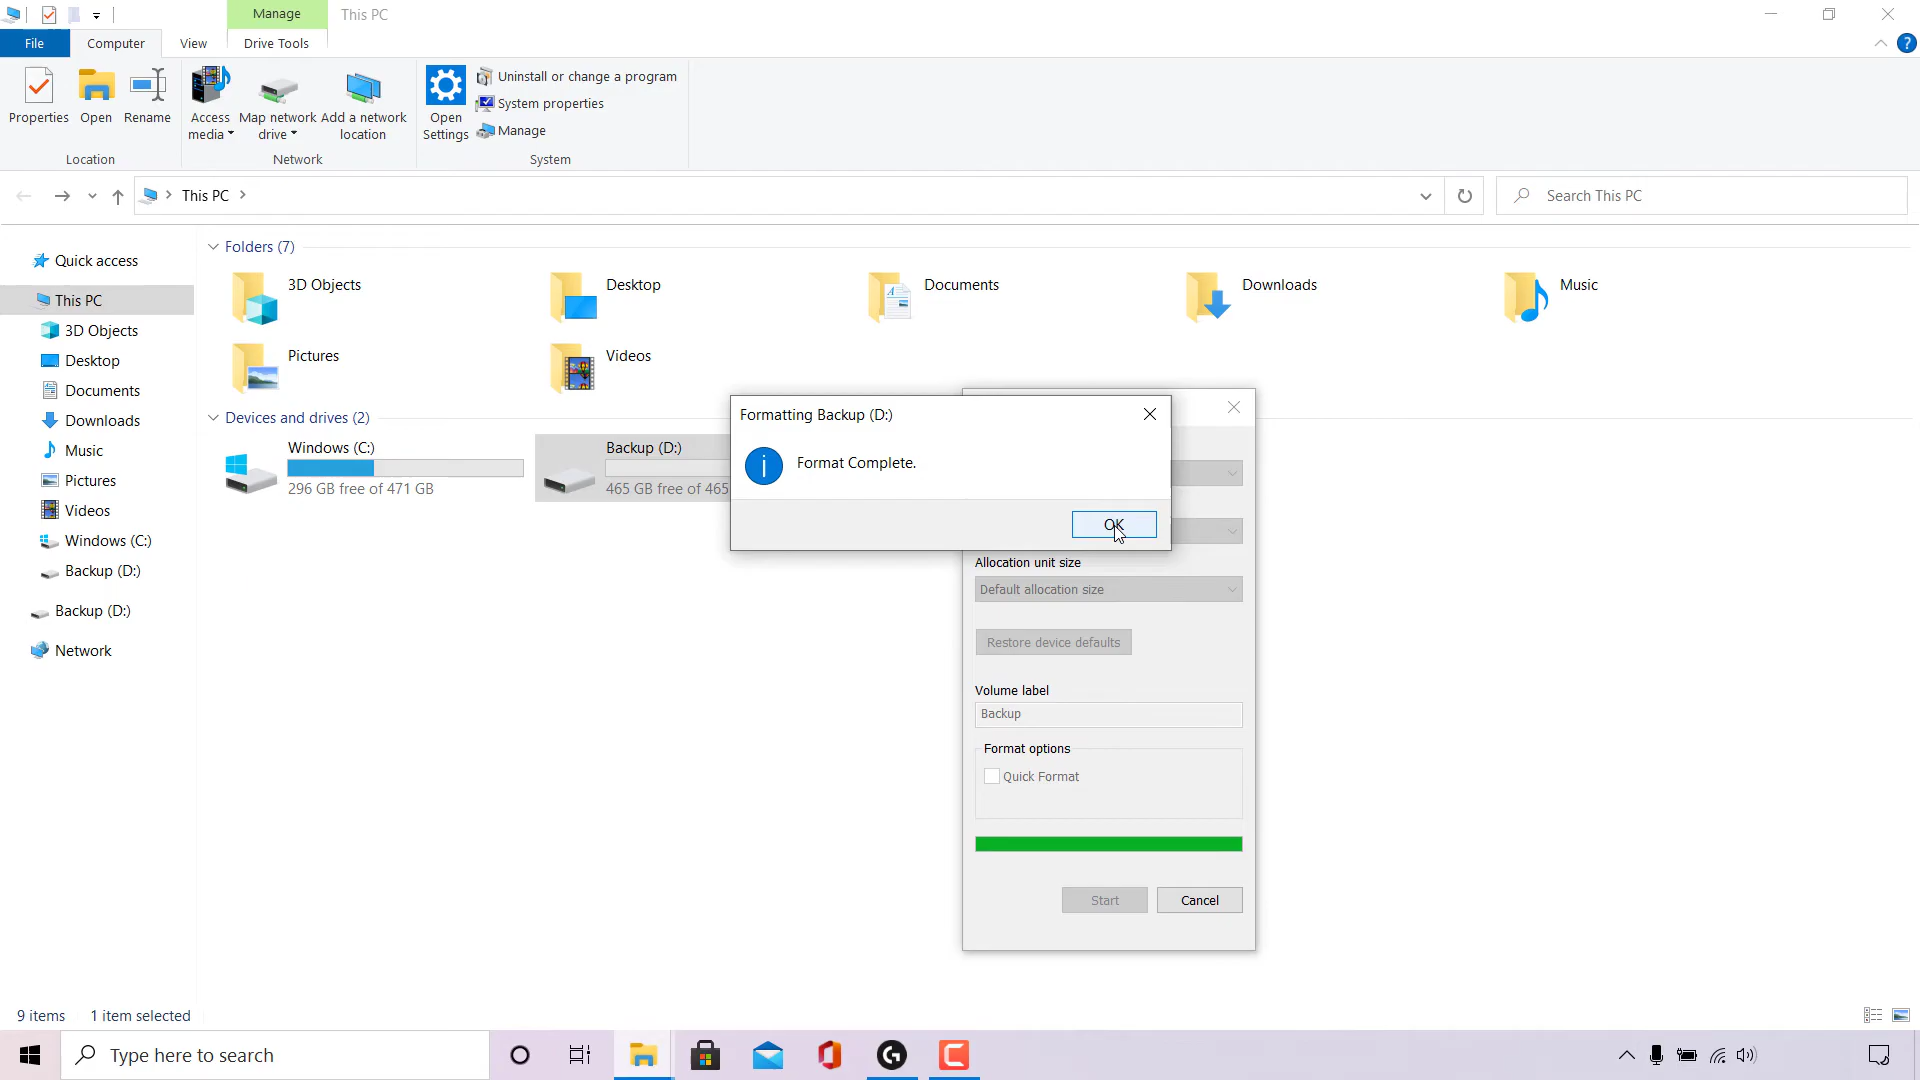 Manage
This PC
File
Computer
View
Drive Tools
Properties
Open
Rename
Access media
Map network drive
Add a network location
Open Settings
Uninstall or change a program
System properties
Manage
Location
Network
System
This PC
Search This PC
Quick access
This PC
3D Objects
Desktop
Documents
Downloads
Music
Pictures
Videos
Windows (C:)
Backup (D:)
Backup (D:)
Network
Folders (7)
3D Objects
Desktop
Documents
Downloads
Music
Pictures
Videos
Devices and drives (2)
Windows (C:)
296 GB free of 471 GB
Backup (D:)
465 GB free of 465
Formatting Backup (D:)
Format Complete.
OK
Allocation unit size
Default allocation size
Restore device defaults
Volume label
Backup
Format options
Quick Format
Start
Cancel
9 items
1 item selected
Type here to search